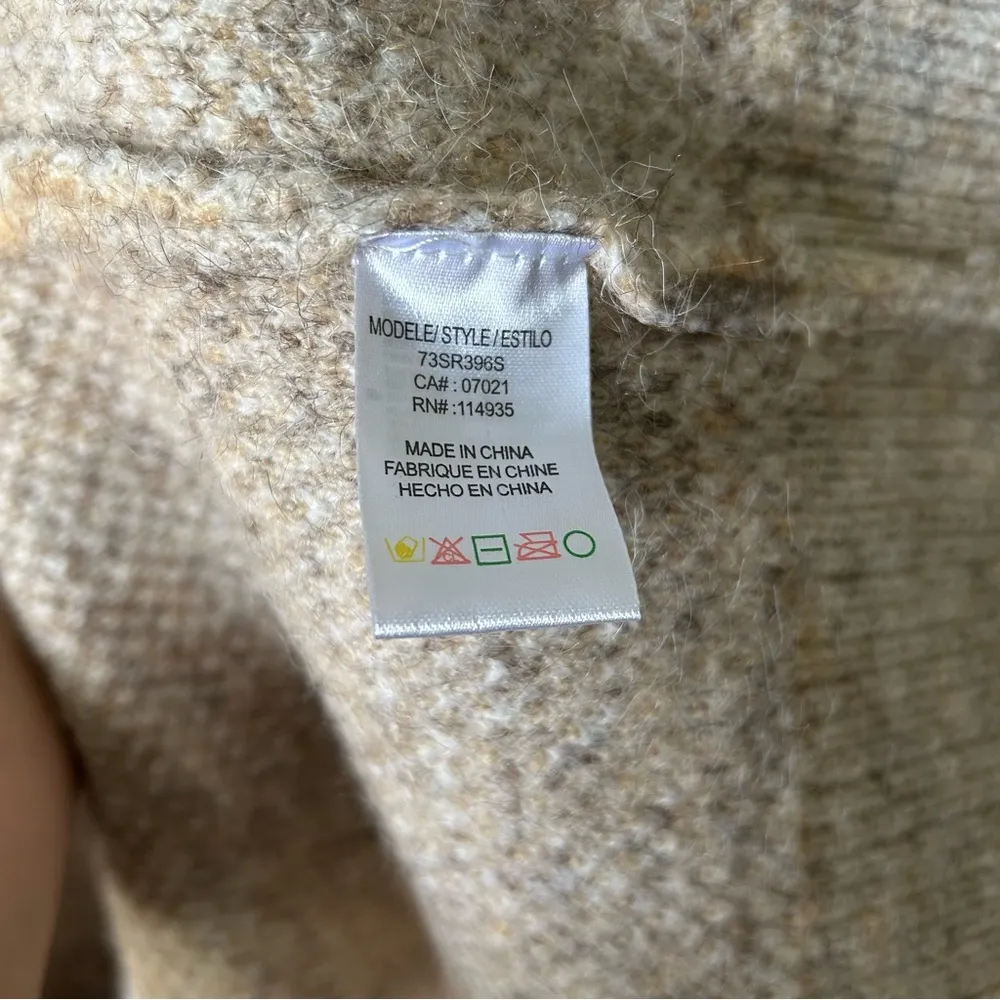 MODELE/ STYLE / ESTILO
73SR396S
CA# : 07021
RN# :114935
MADE IN CHINA
FABRIQUE EN CHINE
HECHO EN CHINA